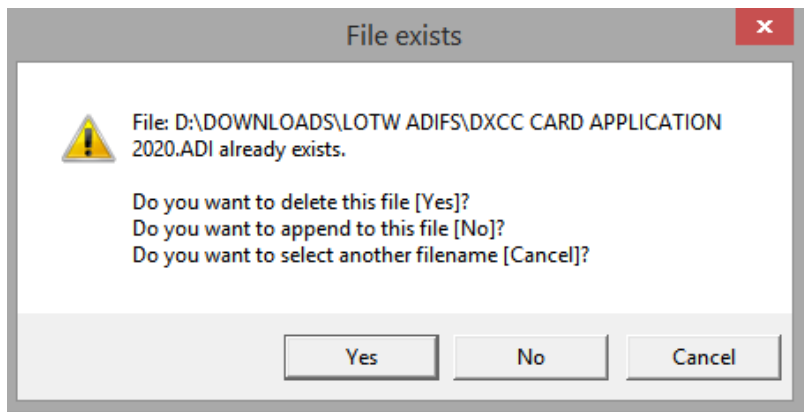 File exists
File: D:\DOWNLOADS\LOTW ADIFS\DXCC CARD APPLICATION
2020.ADI already exists.
Do you want to delete this file [Yes]?
Do you want to append to this file [No]?
Do you want to select another filename [Cancel]?
Yes
No
Cancel